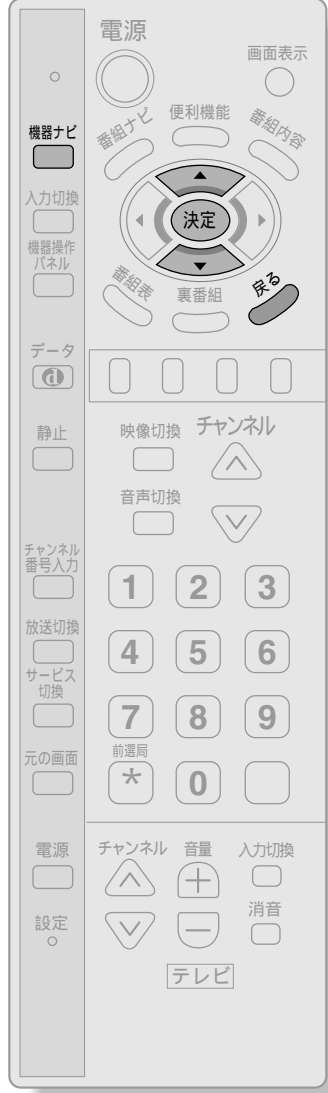 電源
画面表示
機器ナビ
番組ナビ
便利機能
番組内容
入力切換
決定
機器操作
パネル
番組表
裏番組
戻る
データ
d
静止
映像切換
チャンネル
音声切換
チャンネル
番号入力
1 2 3
放送切換
4 5 6
サービス
切換
7 8 9
元の画面
前選局
* 0
電源
チャンネル
音量
入力切換
＋
消音
設定
－
テレビ